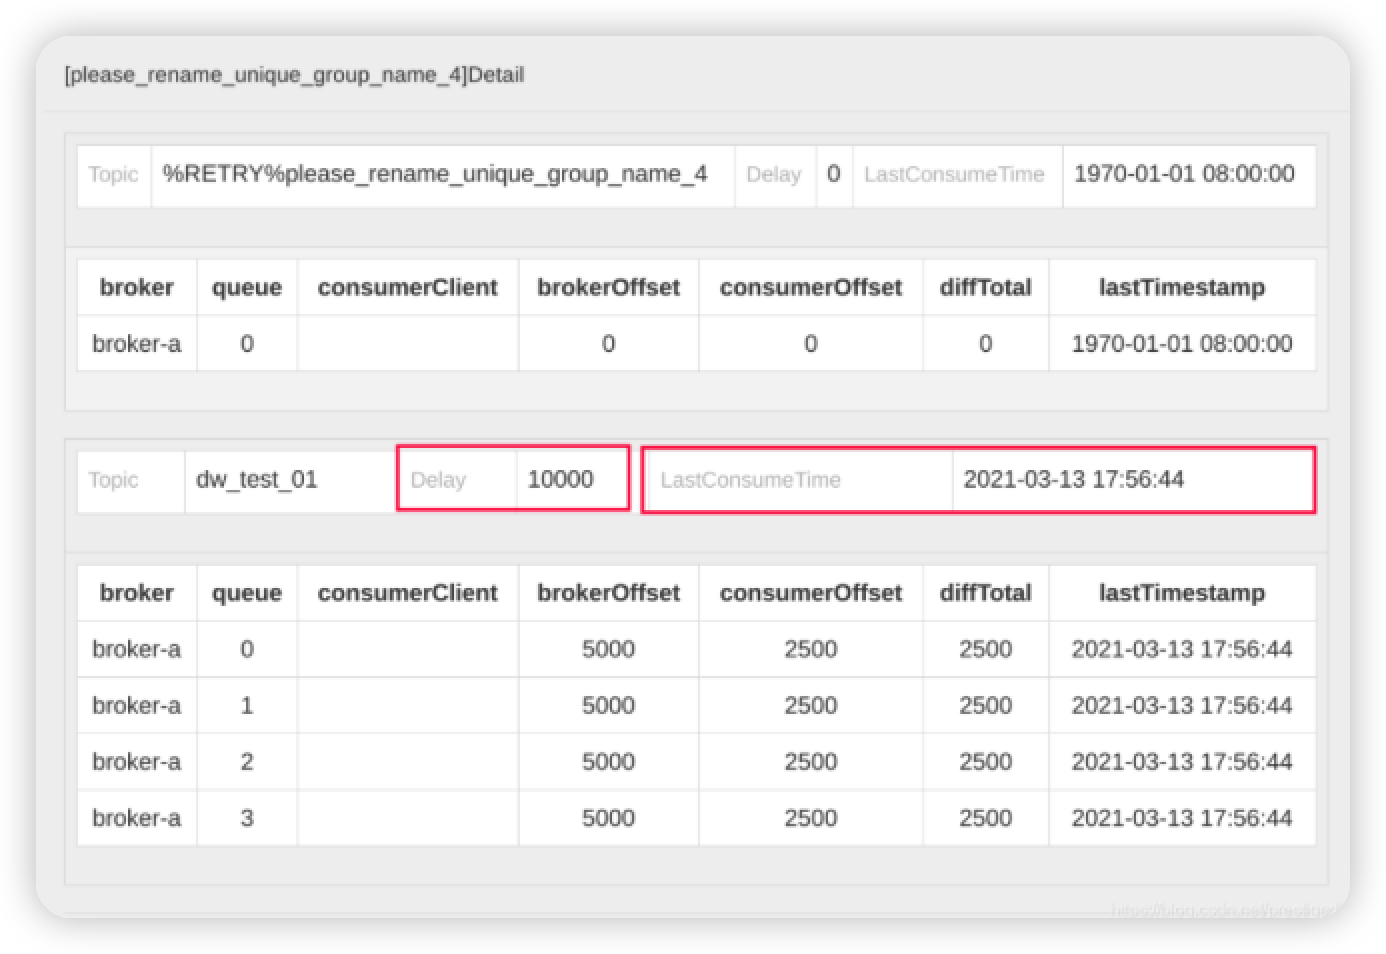 [please_rename_unique_group_name_4]Detail
Topic %RETRY%please_rename_unique_group_name_4 Delay 0 LastConsumeTime 1970-01-01 08:00:00
broker queue consumerClient brokerOffset consumerOffset diffTotal lastTimestamp
broker-a 0 0 0 0 1970-01-01 08:00:00
Topic dw_test_01 Delay 10000 LastConsumeTime 2021-03-13 17:56:44
broker queue consumerClient brokerOffset consumerOffset diffTotal lastTimestamp
broker-a 0 5000 2500 2500 2021-03-13 17:56:44
broker-a 1 5000 2500 2500 2021-03-13 17:56:44
broker-a 2 5000 2500 2500 2021-03-13 17:56:44
broker-a 3 5000 2500 2500 2021-03-13 17:56:44